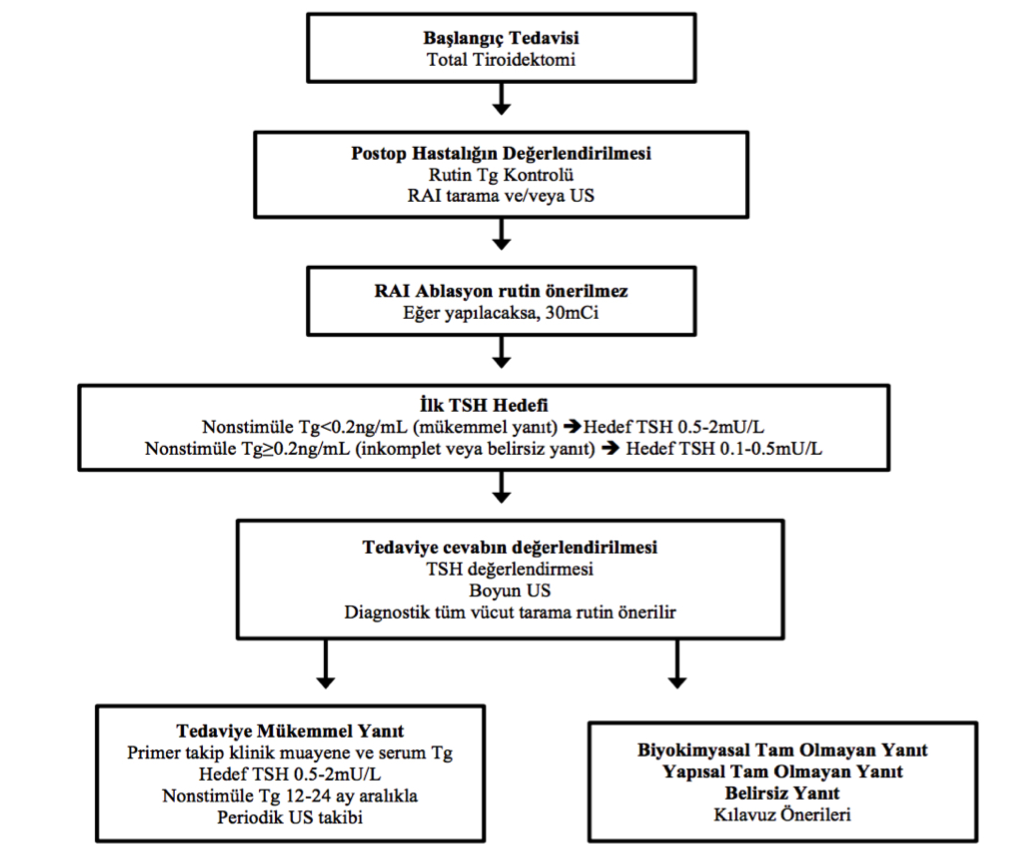 Başlangıç Tedavisi
Total Tiroidektomi
Postop Hastalığın Değerlendirilmesi
Rutin Tg Kontrolü
RAI tarama ve/veya US
RAI Ablasyon rutin önerilmez
Eğer yapılacaksa, 30mCi
İlk TSH Hedefi
Nonstimüle Tg<0.2ng/mL (mükemmel yanıt) ➔Hedef TSH 0.5-2mU/L
Nonstimüle Tg≥0.2ng/mL (inkomplet veya belirsiz yanıt) ➔ Hedef TSH 0.1-0.5mU/L
Tedaviye cevabın değerlendirilmesi
TSH değerlendirmesi
Boyun US
Diagnostik tüm vücut tarama rutin önerilir
Tedaviye Mükemmel Yanıt
Primer takip klinik muayene ve serum Tg
Hedef TSH 0.5-2mU/L
Nonstimüle Tg 12-24 ay aralıkla
Periodik US takibi
Biyokimyasal Tam Olmayan Yanıt
Yapısal Tam Olmayan Yanıt
Belirsiz Yanıt
Kılavuz Önerileri